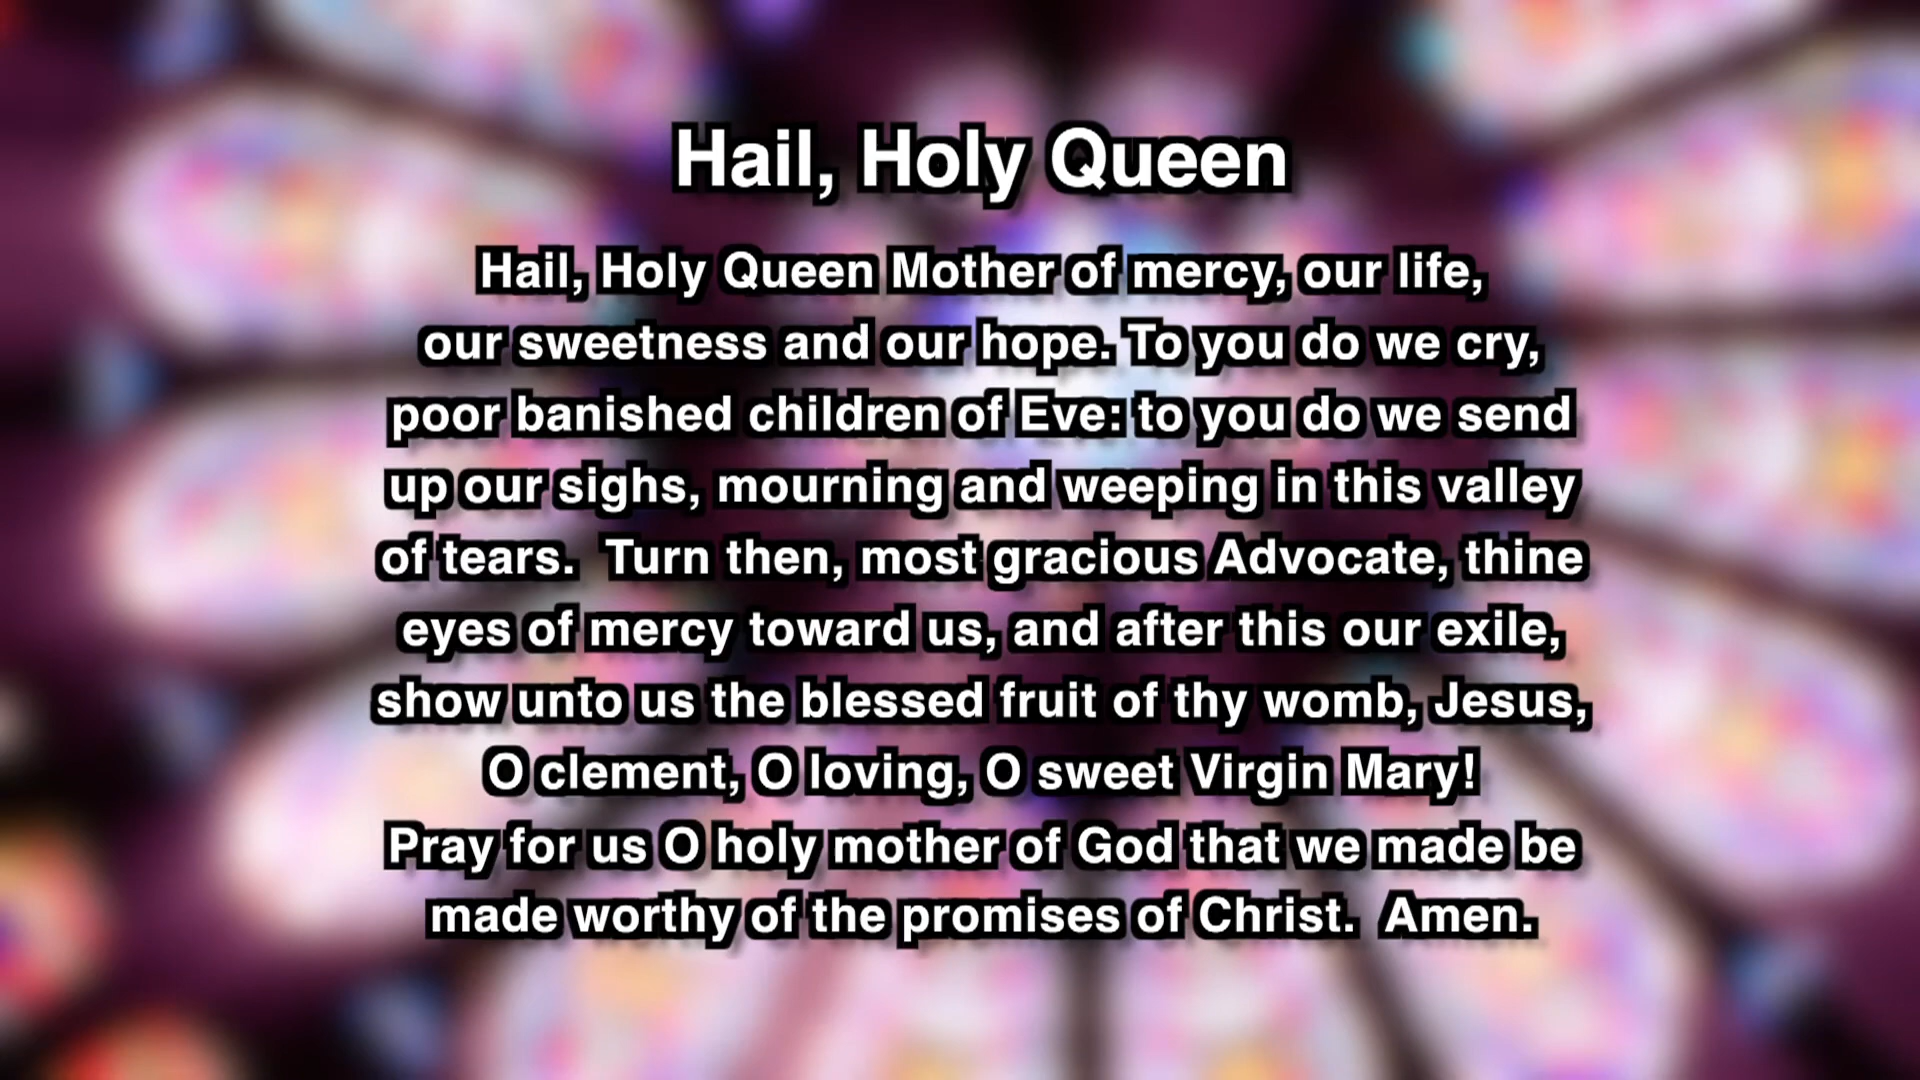 Hail, Holy Queen
Hail, Holy Queen Mother of mercy, our life,
our sweetness and our hope. To you do we cry,
poor banished children of Eve: to you do we send
up our sighs, mourning and weeping in this valley
of tears.  Turn then, most gracious Advocate, thine
eyes of mercy toward us, and after this our exile,
show unto us the blessed fruit of thy womb, Jesus,
O clement, O loving, O sweet Virgin Mary!
Pray for us O holy mother of God that we made be
made worthy of the promises of Christ.  Amen.